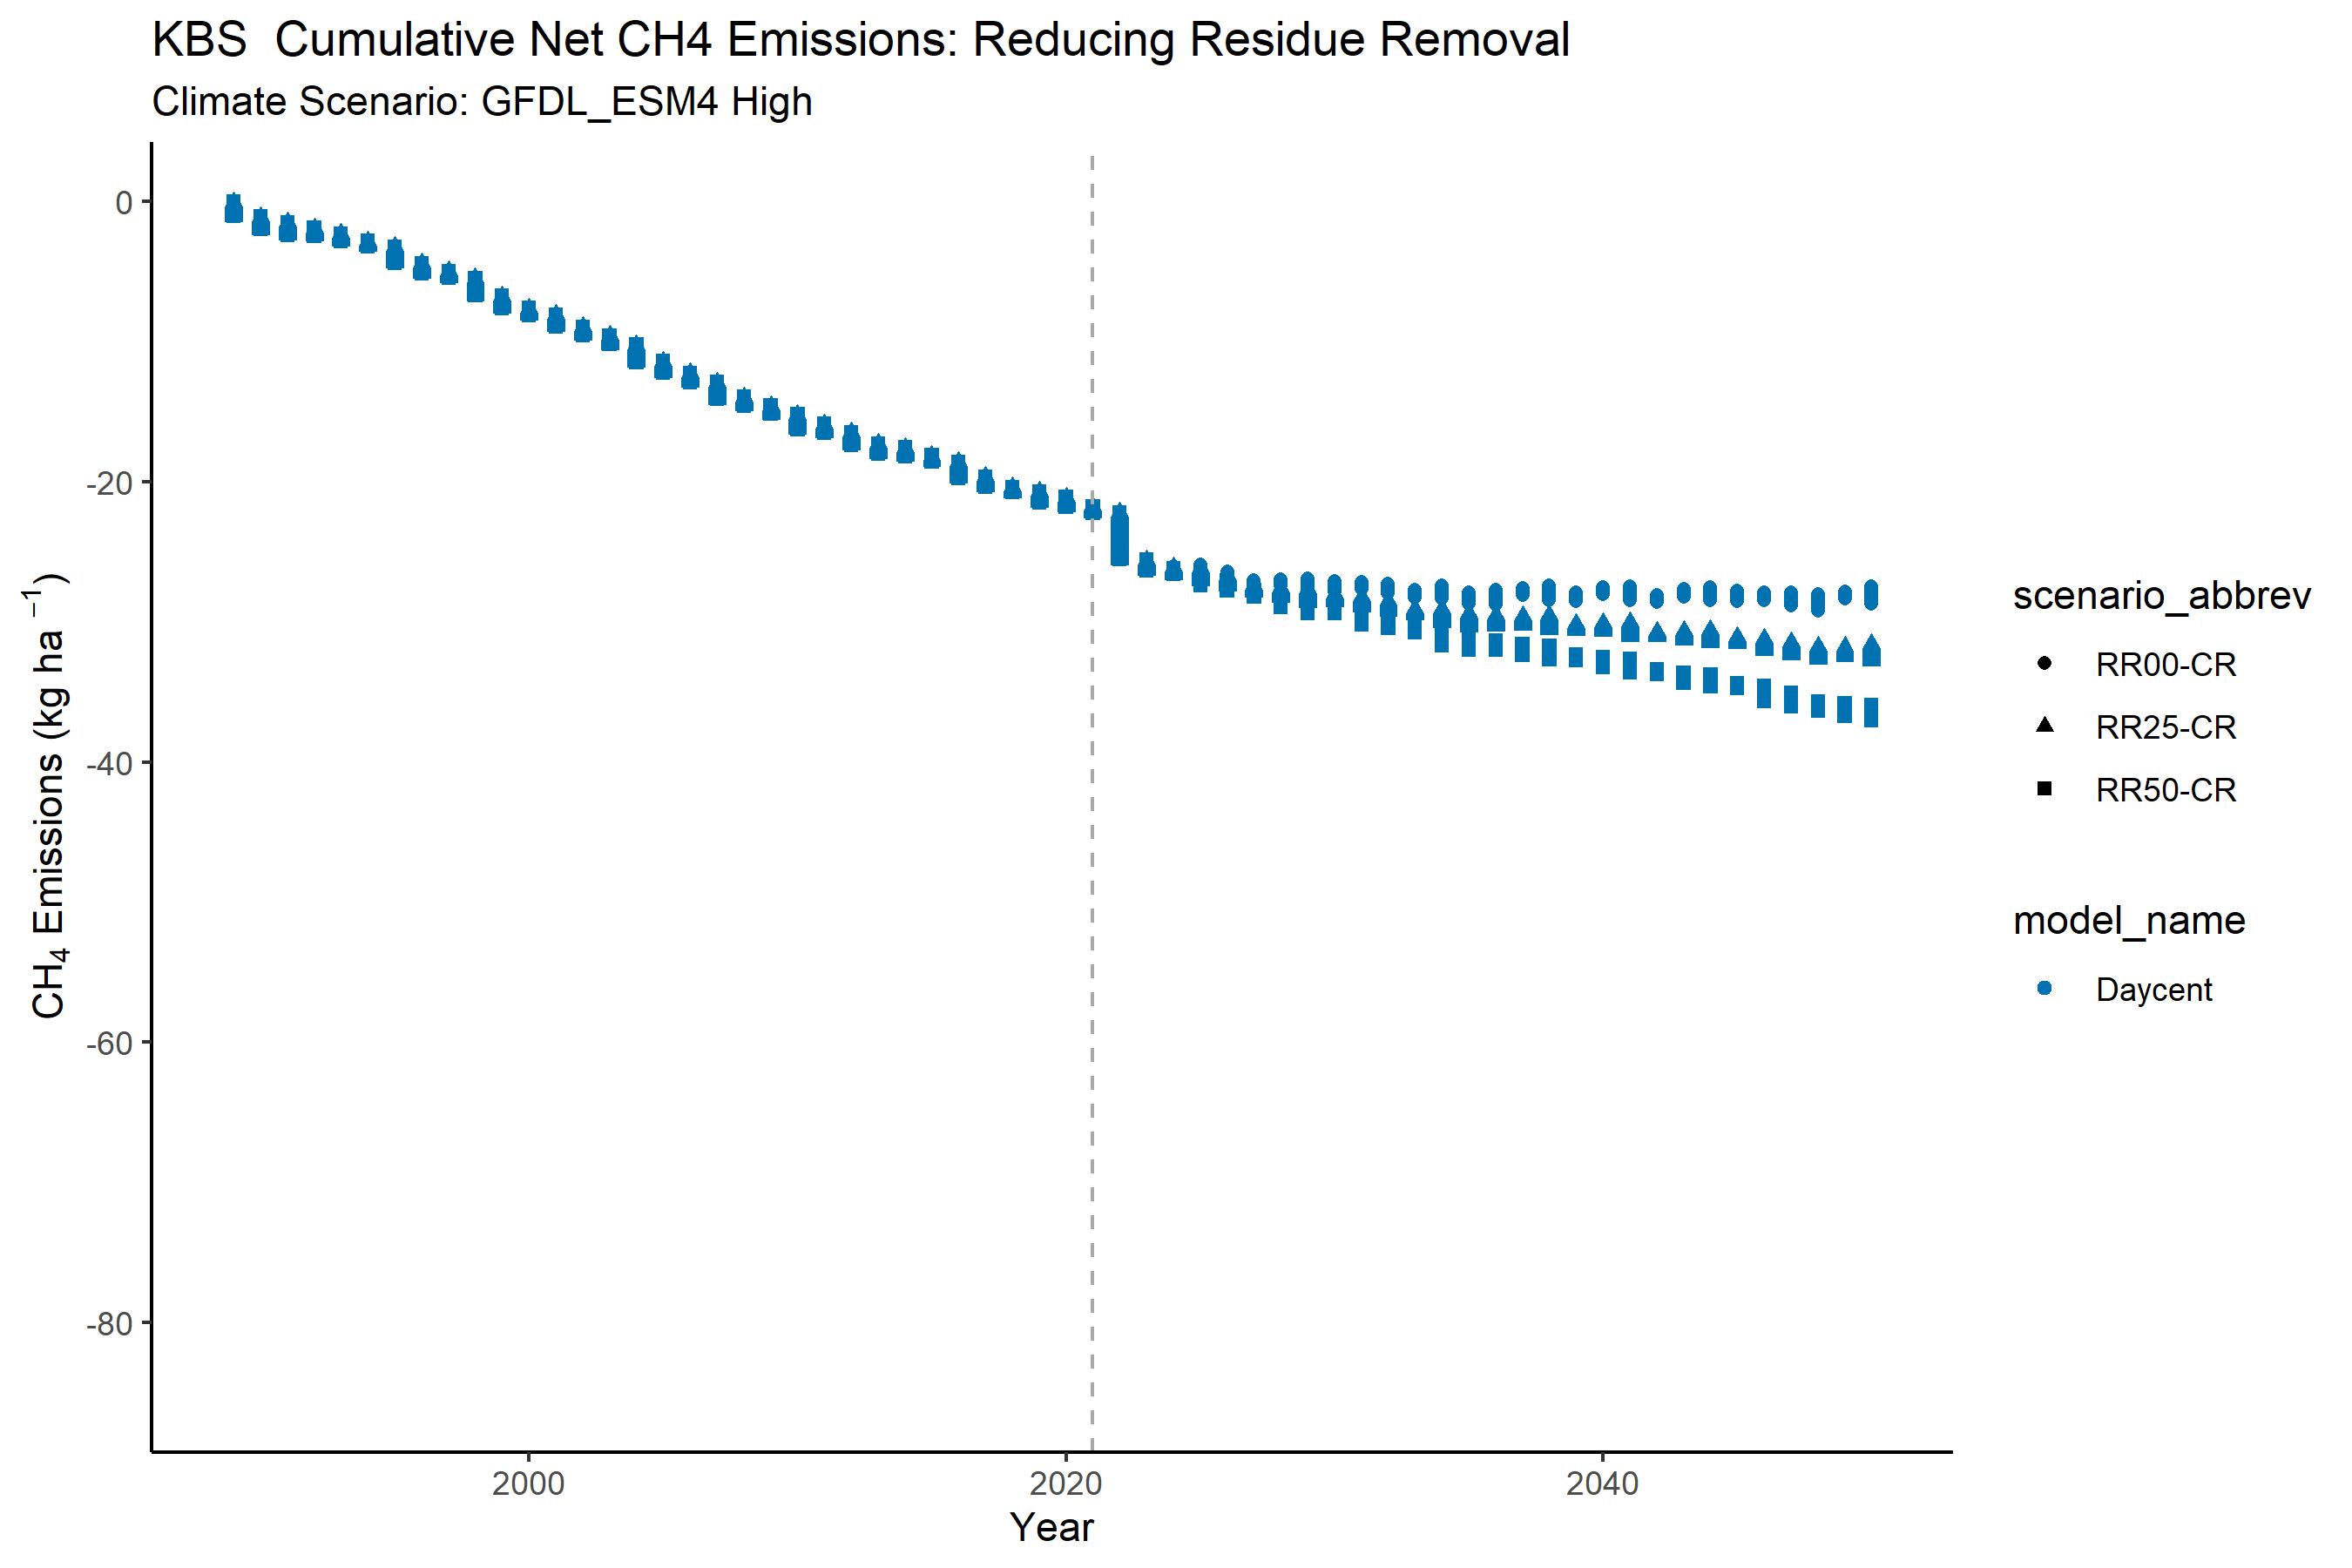 KBS  Cumulative Net CH4 Emissions: Reducing Residue Removal
Climate Scenario: GFDL_ESM4 High
CH₄ Emissions (kg ha ⁻¹)
0
-20
-40
-60
-80
2000
2020
2040
Year
scenario_abbrev
RR00-CR
RR25-CR
RR50-CR
model_name
Daycent